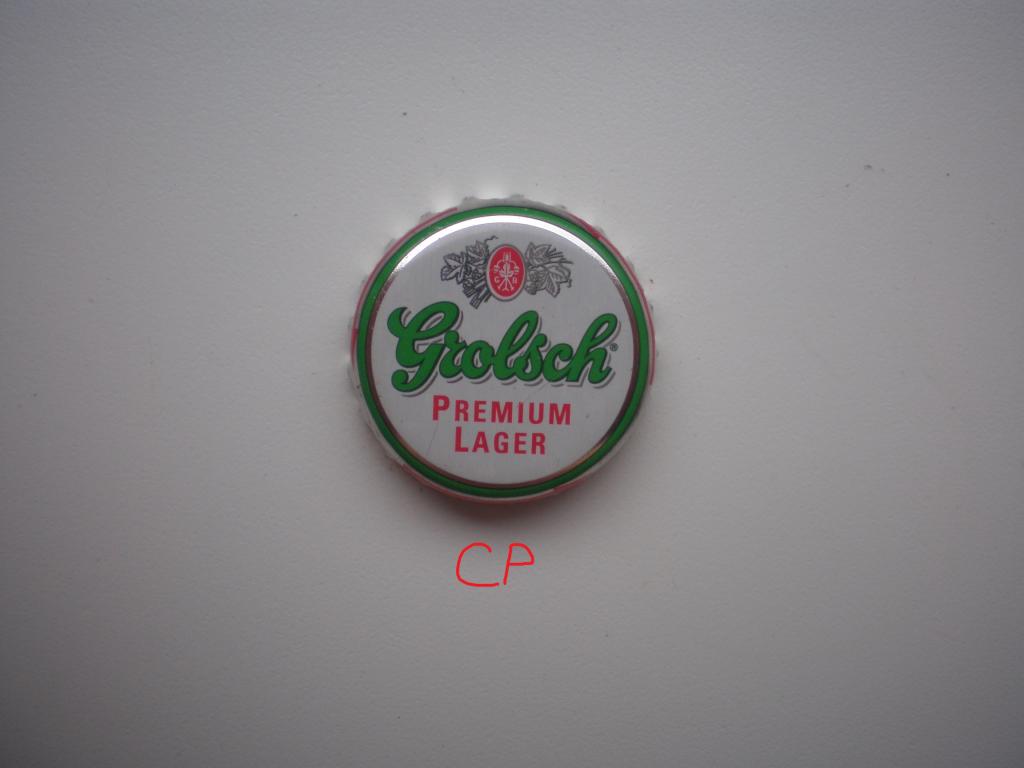 Grolsch®
PREMIUM
LAGER
CP